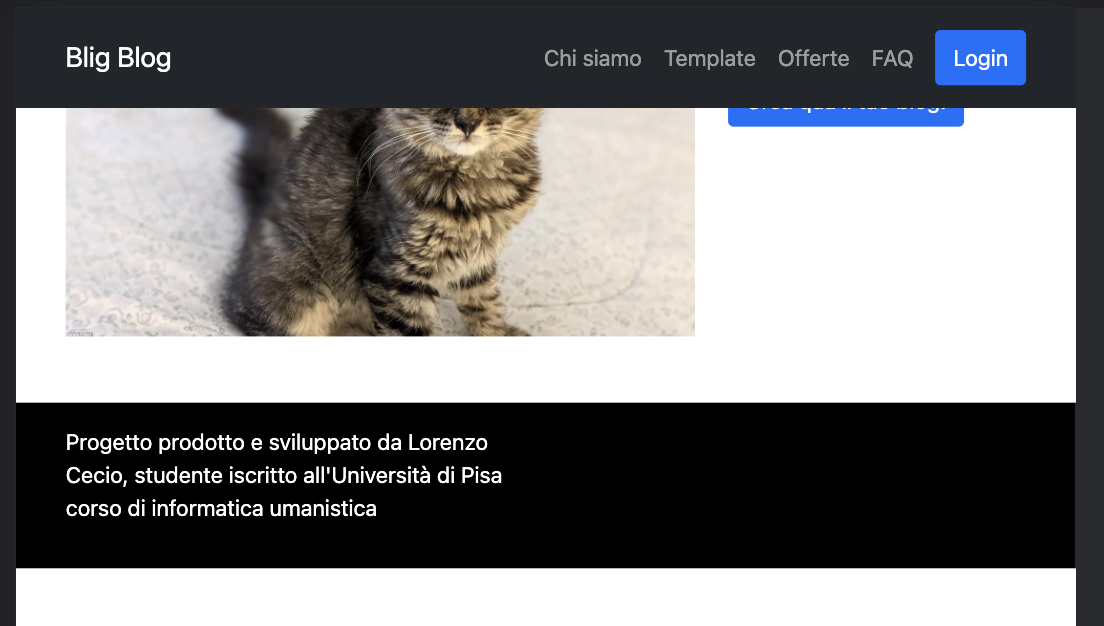 Blig Blog
Chi siamo Template Offerte FAQ Login
Progetto prodotto e sviluppato da Lorenzo
Cecio, studente iscritto all'Università di Pisa
corso di informatica umanistica